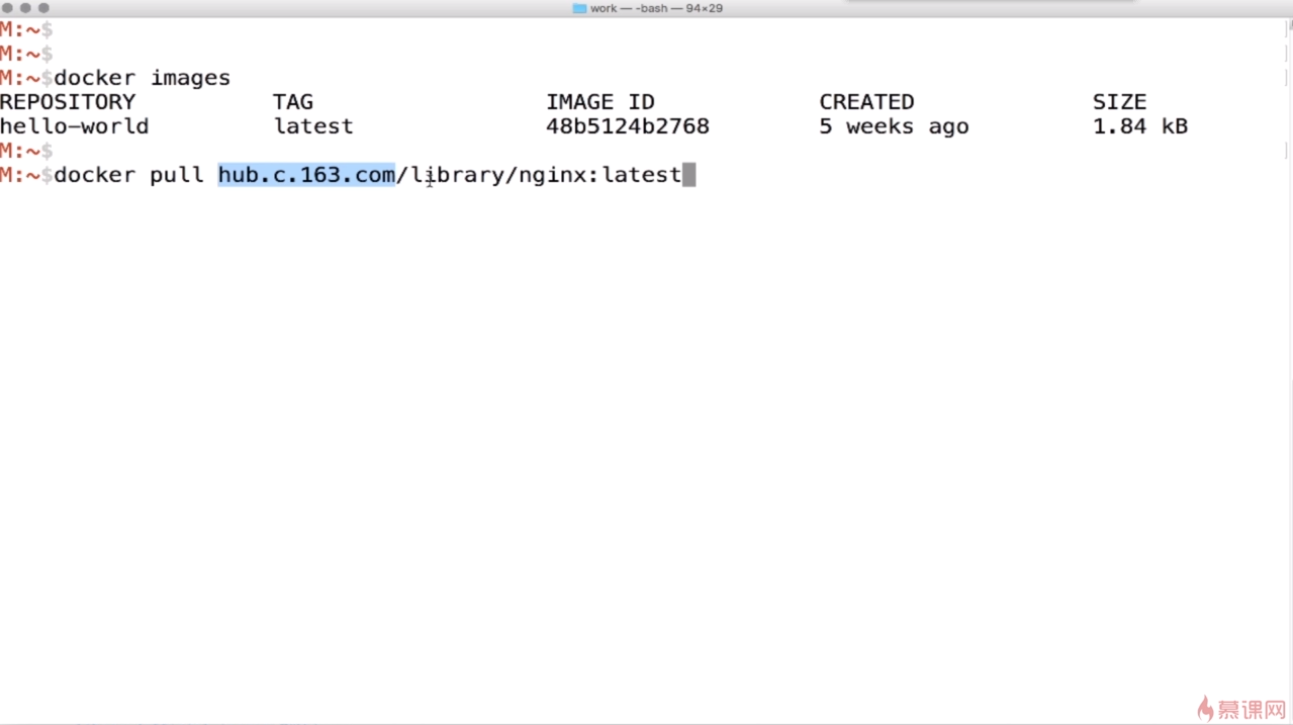 work — -bash — 94×29
M:~$
M:~$
M:~$docker images
REPOSITORY TAG IMAGE ID CREATED SIZE
hello-world latest 48b5124b2768 5 weeks ago 1.84 kB
M:~$
M:~$docker pull hub.c.163.com/library/nginx:latest
慕课网